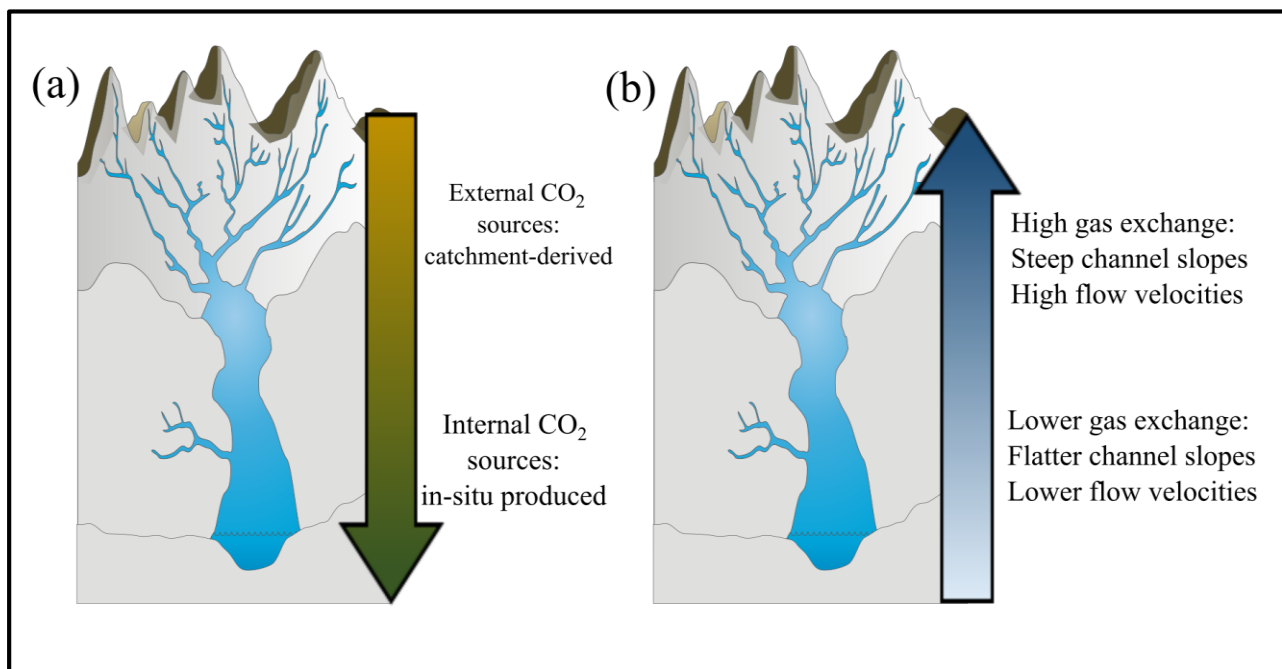 (a)
External CO₂
sources:
catchment-derived
Internal CO₂
sources:
in-situ produced
(b)
High gas exchange:
Steep channel slopes
High flow velocities
Lower gas exchange:
Flatter channel slopes
Lower flow velocities